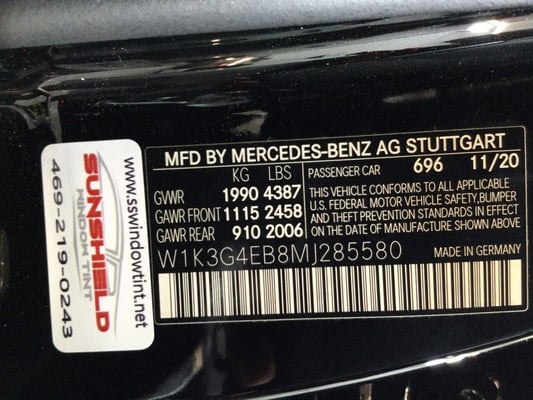 MFD BY MERCEDES-BENZ AG STUTTGART
KG LBS
PASSENGER CAR 696 11/20
GVWR 1990 4387
GAWR FRONT 1115 2458
GAWR REAR 910 2006
THIS VEHICLE CONFORMS TO ALL APPLICABLE
U.S. FEDERAL MOTOR VEHICLE SAFETY, BUMPER
AND THEFT PREVENTION STANDARDS IN EFFECT
ON THE DATE OF MANUFACTURE SHOWN ABOVE
W1K3G4EB8MJ285580
MADE IN GERMANY
www.sswindowtint.net
SUNSHIELD
WINDOW TINT
469-219-0243